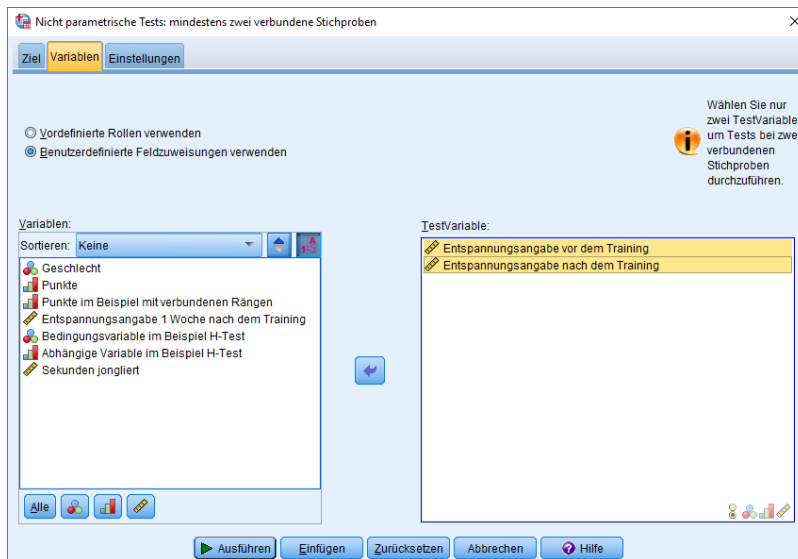 Nicht parametrische Tests: mindestens zwei verbundene Stichproben
Ziel Variablen Einstellungen
Vordefinierte Rollen verwenden
Benutzerdefinierte Feldzuweisungen verwenden
Wählen Sie nur
zwei TestVariable
um Tests bei zwe
verbundenen
Stichproben
durchzuführen.
Variablen:
Sortieren: Keine
Geschlecht
Punkte
Punkte im Beispiel mit verbundenen Rängen
Entspannungsangabe 1 Woche nach dem Training
Bedingungsvariable im Beispiel H-Test
Abhängige Variable im Beispiel H-Test
Sekunden jongliert
Alle
TestVariable:
Entspannungsangabe vor dem Training
Entspannungsangabe nach dem Training
Ausführen Einfügen Zurücksetzen Abbrechen Hilfe